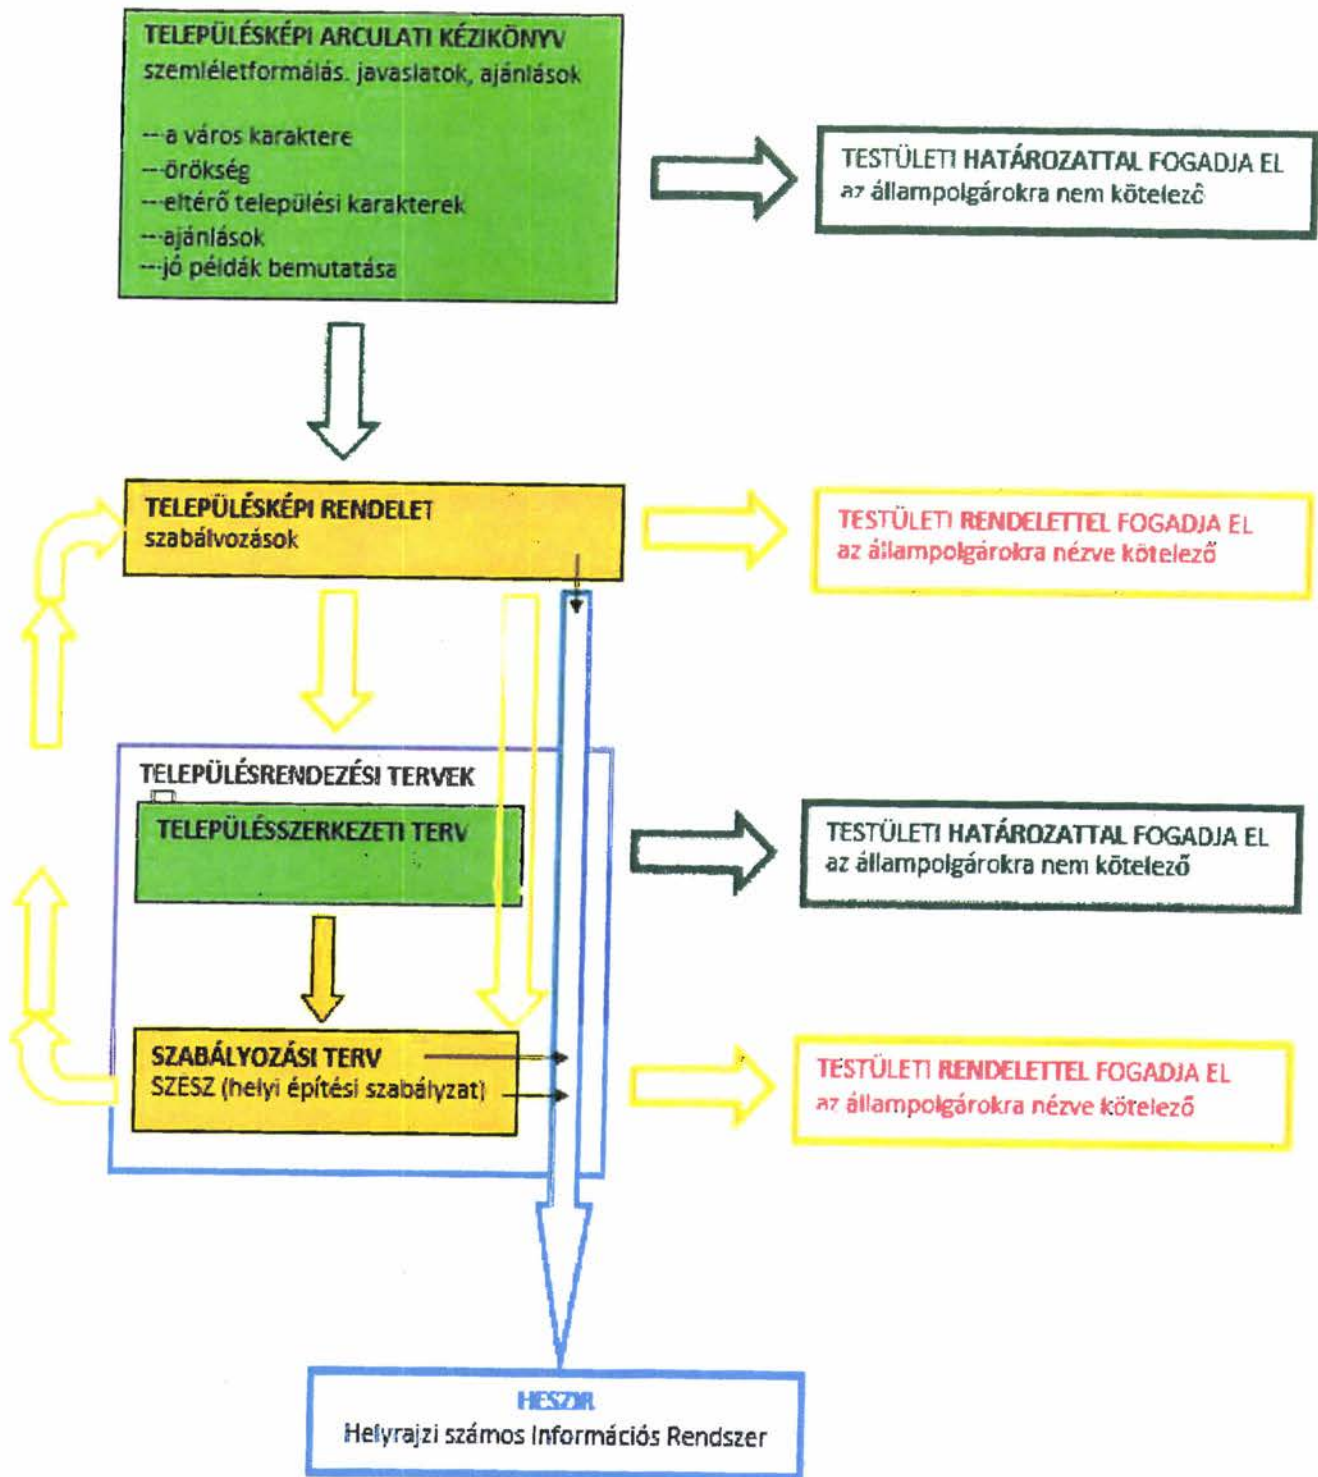 TELEPÜLÉSKÉPI ARCULATI KÉZIKÖNYV
szemléletformálás. javaslatok, ajánlások
---a város karaktere
---örökség
---eltérő települési karakterek
---ajánlások
---jó példák bemutatása
TESTÜLETI HATÁROZATTAL FOGADJA EL
az állampolgárokra nem kötelező
TELEPÜLÉSKÉPI RENDELET
szabályozások
TESTÜLETI RENDELETTEL FOGADJA EL
az állampolgárokra nézve kötelező
TELEPÜLÉSRENDEZÉSI TERVEK
TELEPÜLÉSSZERKEZETI TERV
TESTÜLETI HATÁROZATTAL FOGADJA EL
az állampolgárokra nem kötelező
SZABÁLYOZÁSI TERV
SZÉSZ (helyi építési szabályzat)
TESTÜLETI RENDELETTEL FOGADJA EL
az állampolgárokra nézve kötelező
HESZIR
Helyrajzi számos Információs Rendszer